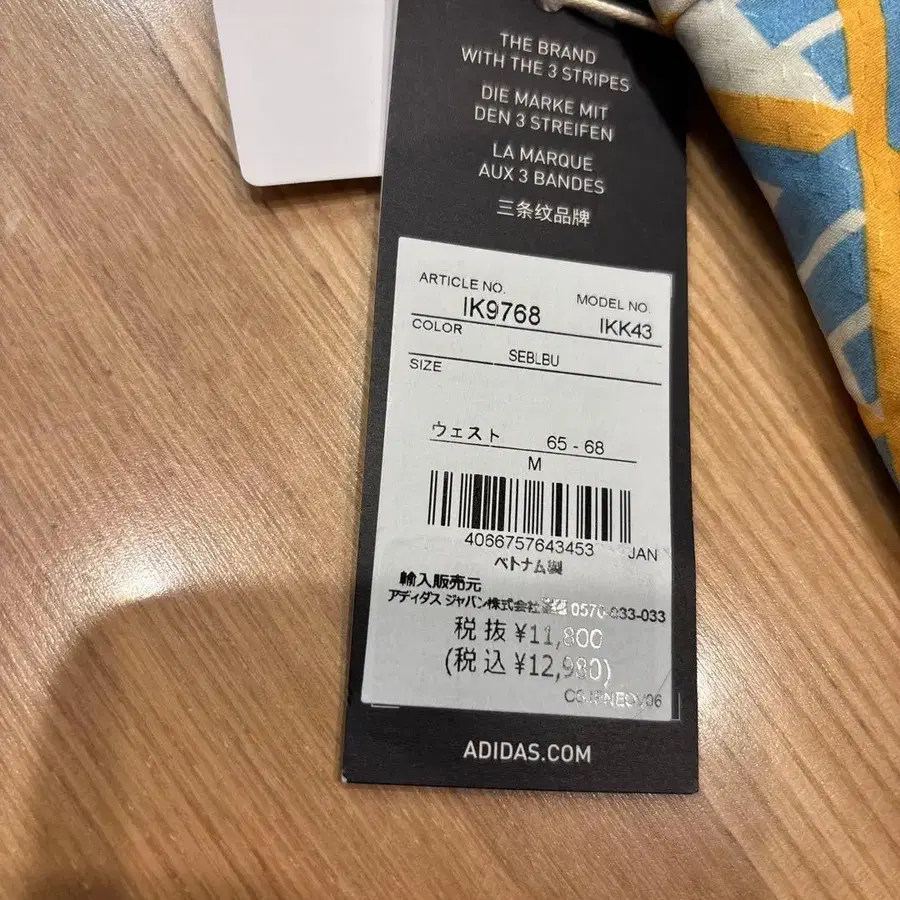 THE BRAND
WITH THE 3 STRIPES
DIE MARKE MIT
DEN 3 STREIFEN
LA MARQUE
AUX 3 BANDES
三条纹品牌
ARTICLE NO.
IK9768
MODEL NO.
IKK43
COLOR
SEBLBU
SIZE
ウェスト 65 - 68
M
4066757643453 JAN
ベトナム製
輸入販売元
アディダス ジャパン株式会社 0570-033-033
税抜 ¥11,800
(税込 ¥12,980)
ADIDAS.COM